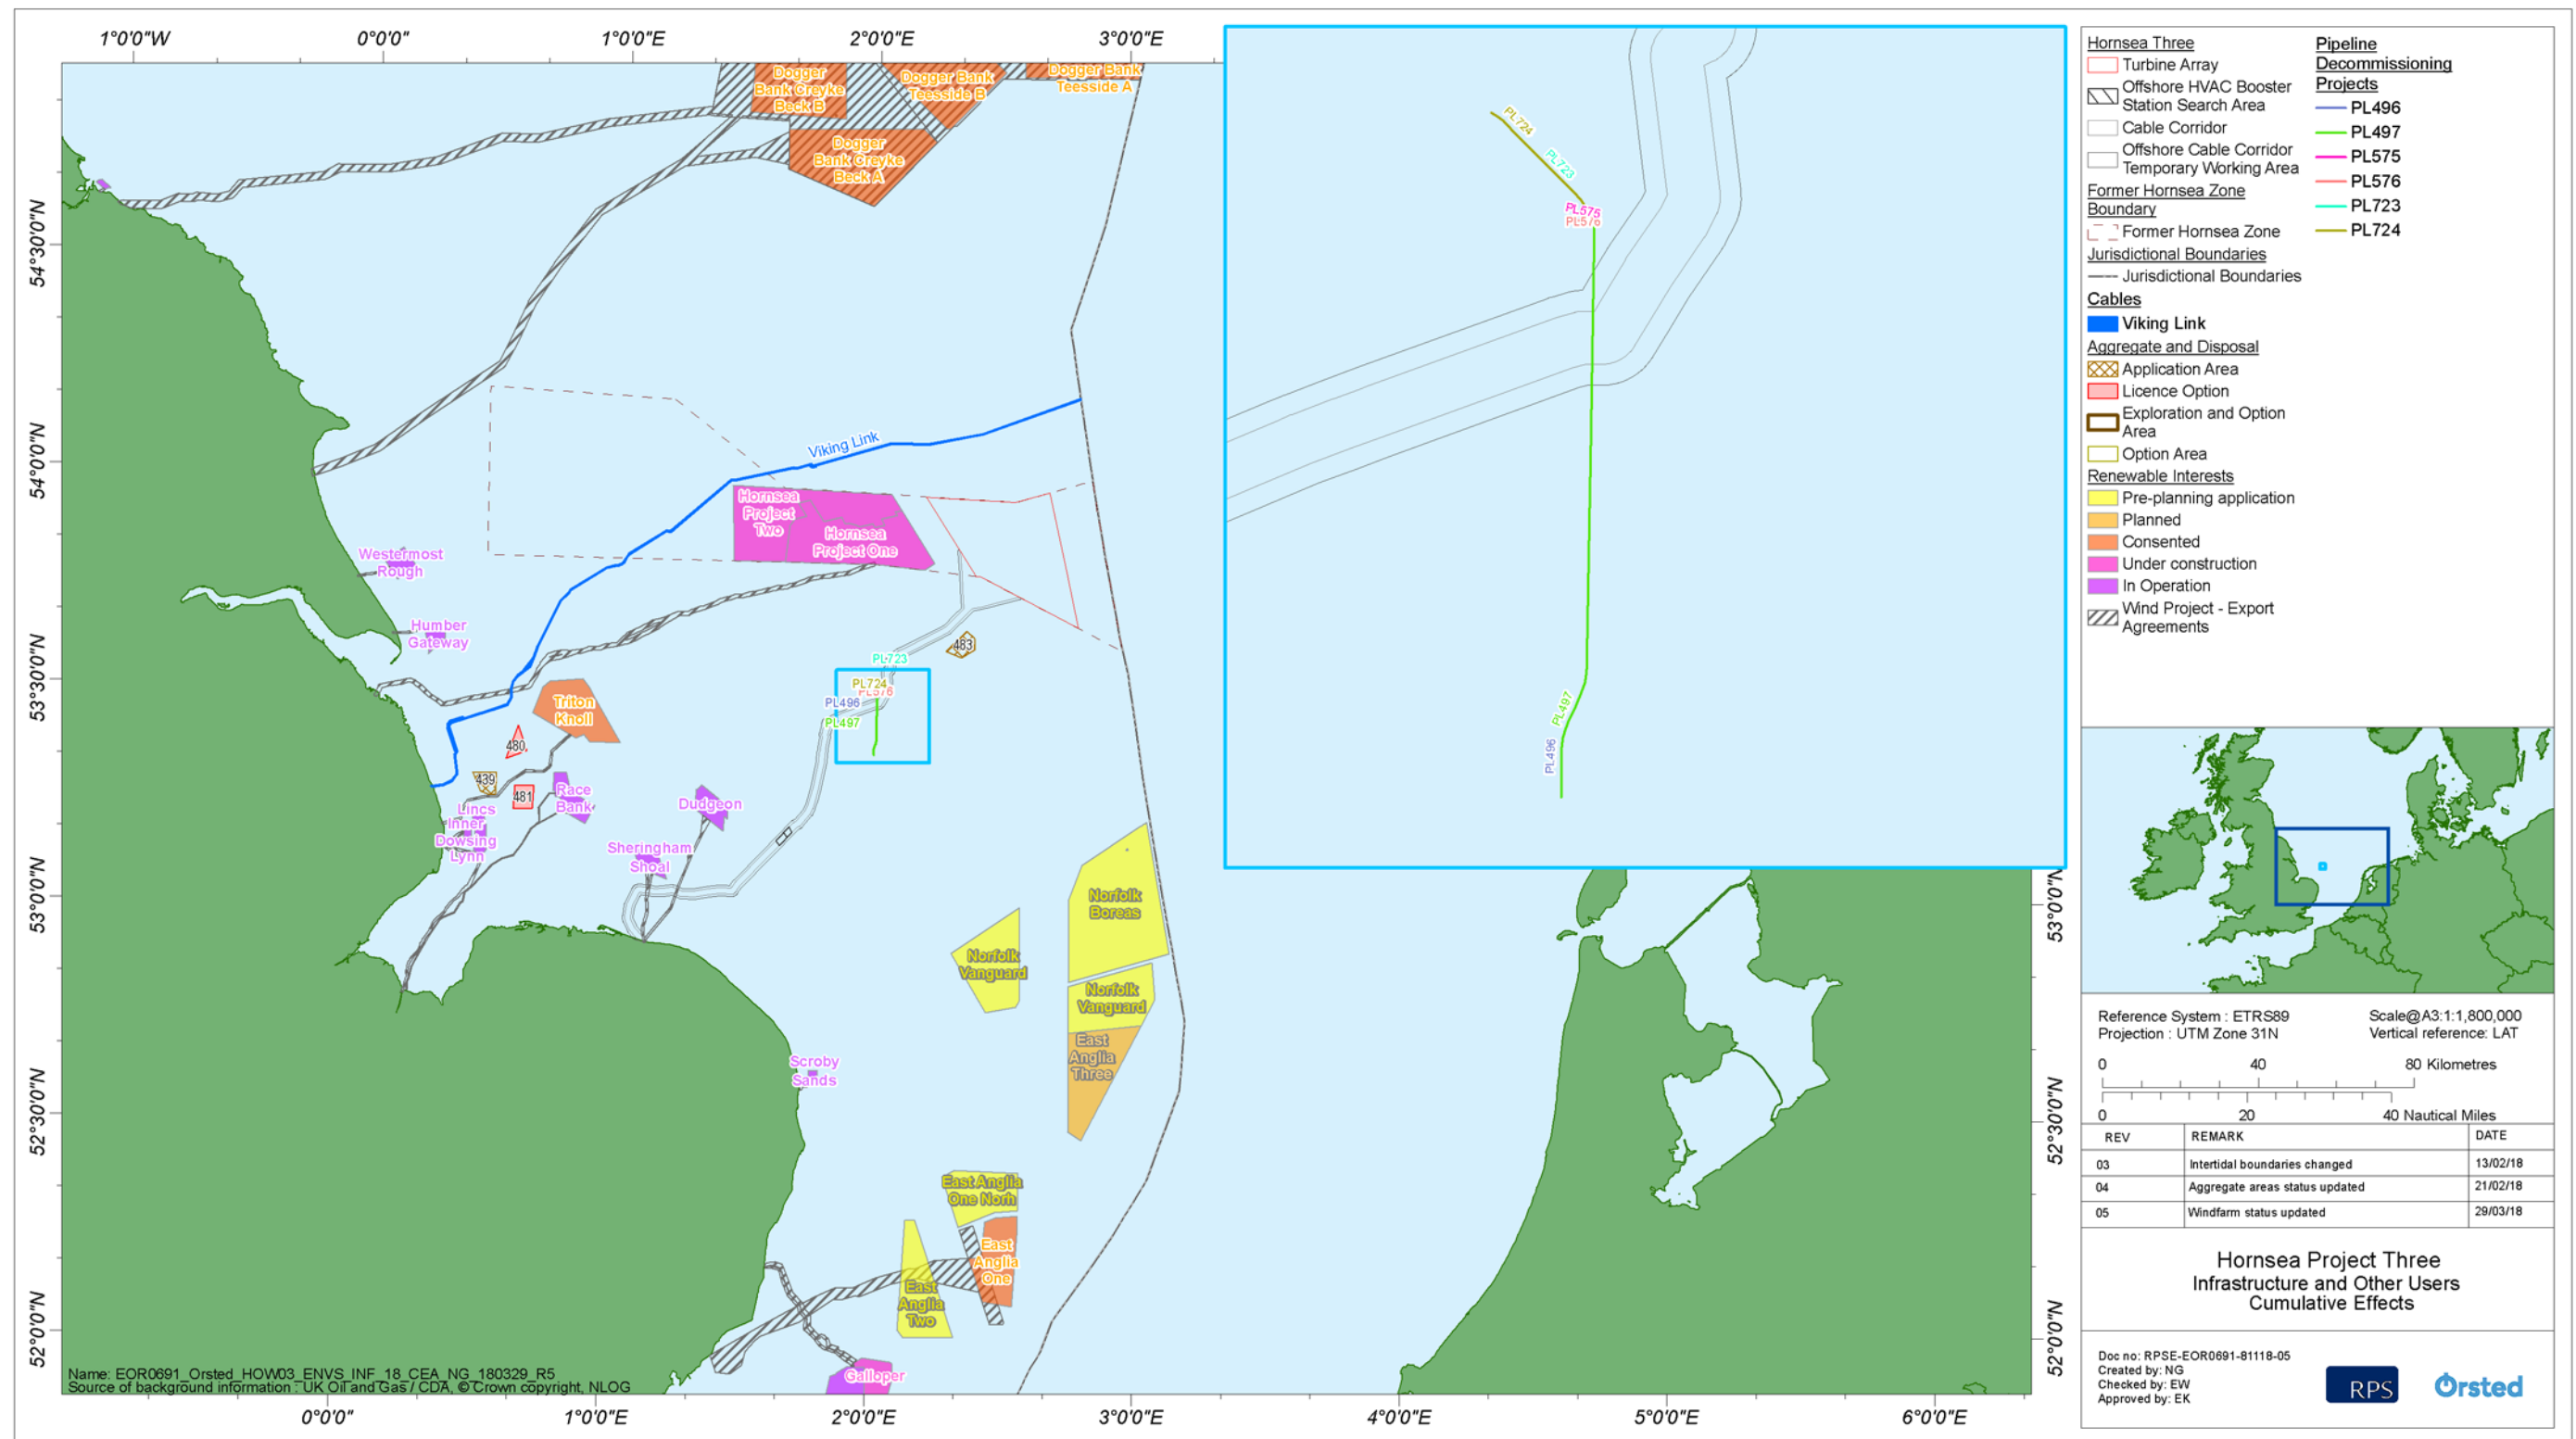 1°0'0"W
0°0'0"
1°0'0"E
2°0'0"E
3°0'0"E
54°30'0"N
54°0'0"N
53°30'0"N
53°0'0"N
52°30'0"N
52°0'0"N
Dogger
Bank Creyke
Beck B
Dogger Bank
Teesside B
Dogger Bank
Teesside A
Dogger
Bank Creyke
Beck A
Viking Link
Hornsea
Project
Two
Hornsea
Project One
Westermost
Rough
Humber
Gateway
483
PL723
PL724
PL576
PL496
PL497
Triton
Knoll
480
439
481
Race
Bank
Lincs
Inner
Dowsing
Lynn
Dudgeon
Sheringham
Shoal
Norfolk
Boreas
Norfolk
Vanguard
Norfolk
Vanguard
East
Anglia
Three
Scroby
Sands
East Anglia
One Norh
East
Anglia
One
East
Anglia
Two
Galloper
Name: EOR0691_Orsted_HOW03_ENVS_INF_18_CEA_NG_180329_R5
Source of background information : UK Oil and Gas / CDA, © Crown copyright, NLOG
0°0'0"
1°0'0"E
2°0'0"E
3°0'0"E
4°0'0"E
5°0'0"E
6°0'0"E
PL724
PL723
PL575
PL576
PL497
PL496
53°0'0"N
52°30'0"N
52°0'0"N
Hornsea Three
Turbine Array
Offshore HVAC Booster
Station Search Area
Cable Corridor
Offshore Cable Corridor
Temporary Working Area
Former Hornsea Zone
Boundary
Former Hornsea Zone
Jurisdictional Boundaries
Jurisdictional Boundaries
Cables
Viking Link
Aggregate and Disposal
Application Area
Licence Option
Exploration and Option
Area
Option Area
Renewable Interests
Pre-planning application
Planned
Consented
Under construction
In Operation
Wind Project - Export
Agreements
Pipeline
Decommissioning
Projects
PL496
PL497
PL575
PL576
PL723
PL724
Reference System : ETRS89
Projection : UTM Zone 31N
Scale@A3:1:1,800,000
Vertical reference: LAT
0 40 80 Kilometres
0 20 40 Nautical Miles
REV REMARK DATE
03 Intertidal boundaries changed 13/02/18
04 Aggregate areas status updated 21/02/18
05 Windfarm status updated 29/03/18
Hornsea Project Three
Infrastructure and Other Users
Cumulative Effects
Doc no: RPSE-EOR0691-81118-05
Created by: NG
Checked by: EW
Approved by: EK
RPS
Ørsted